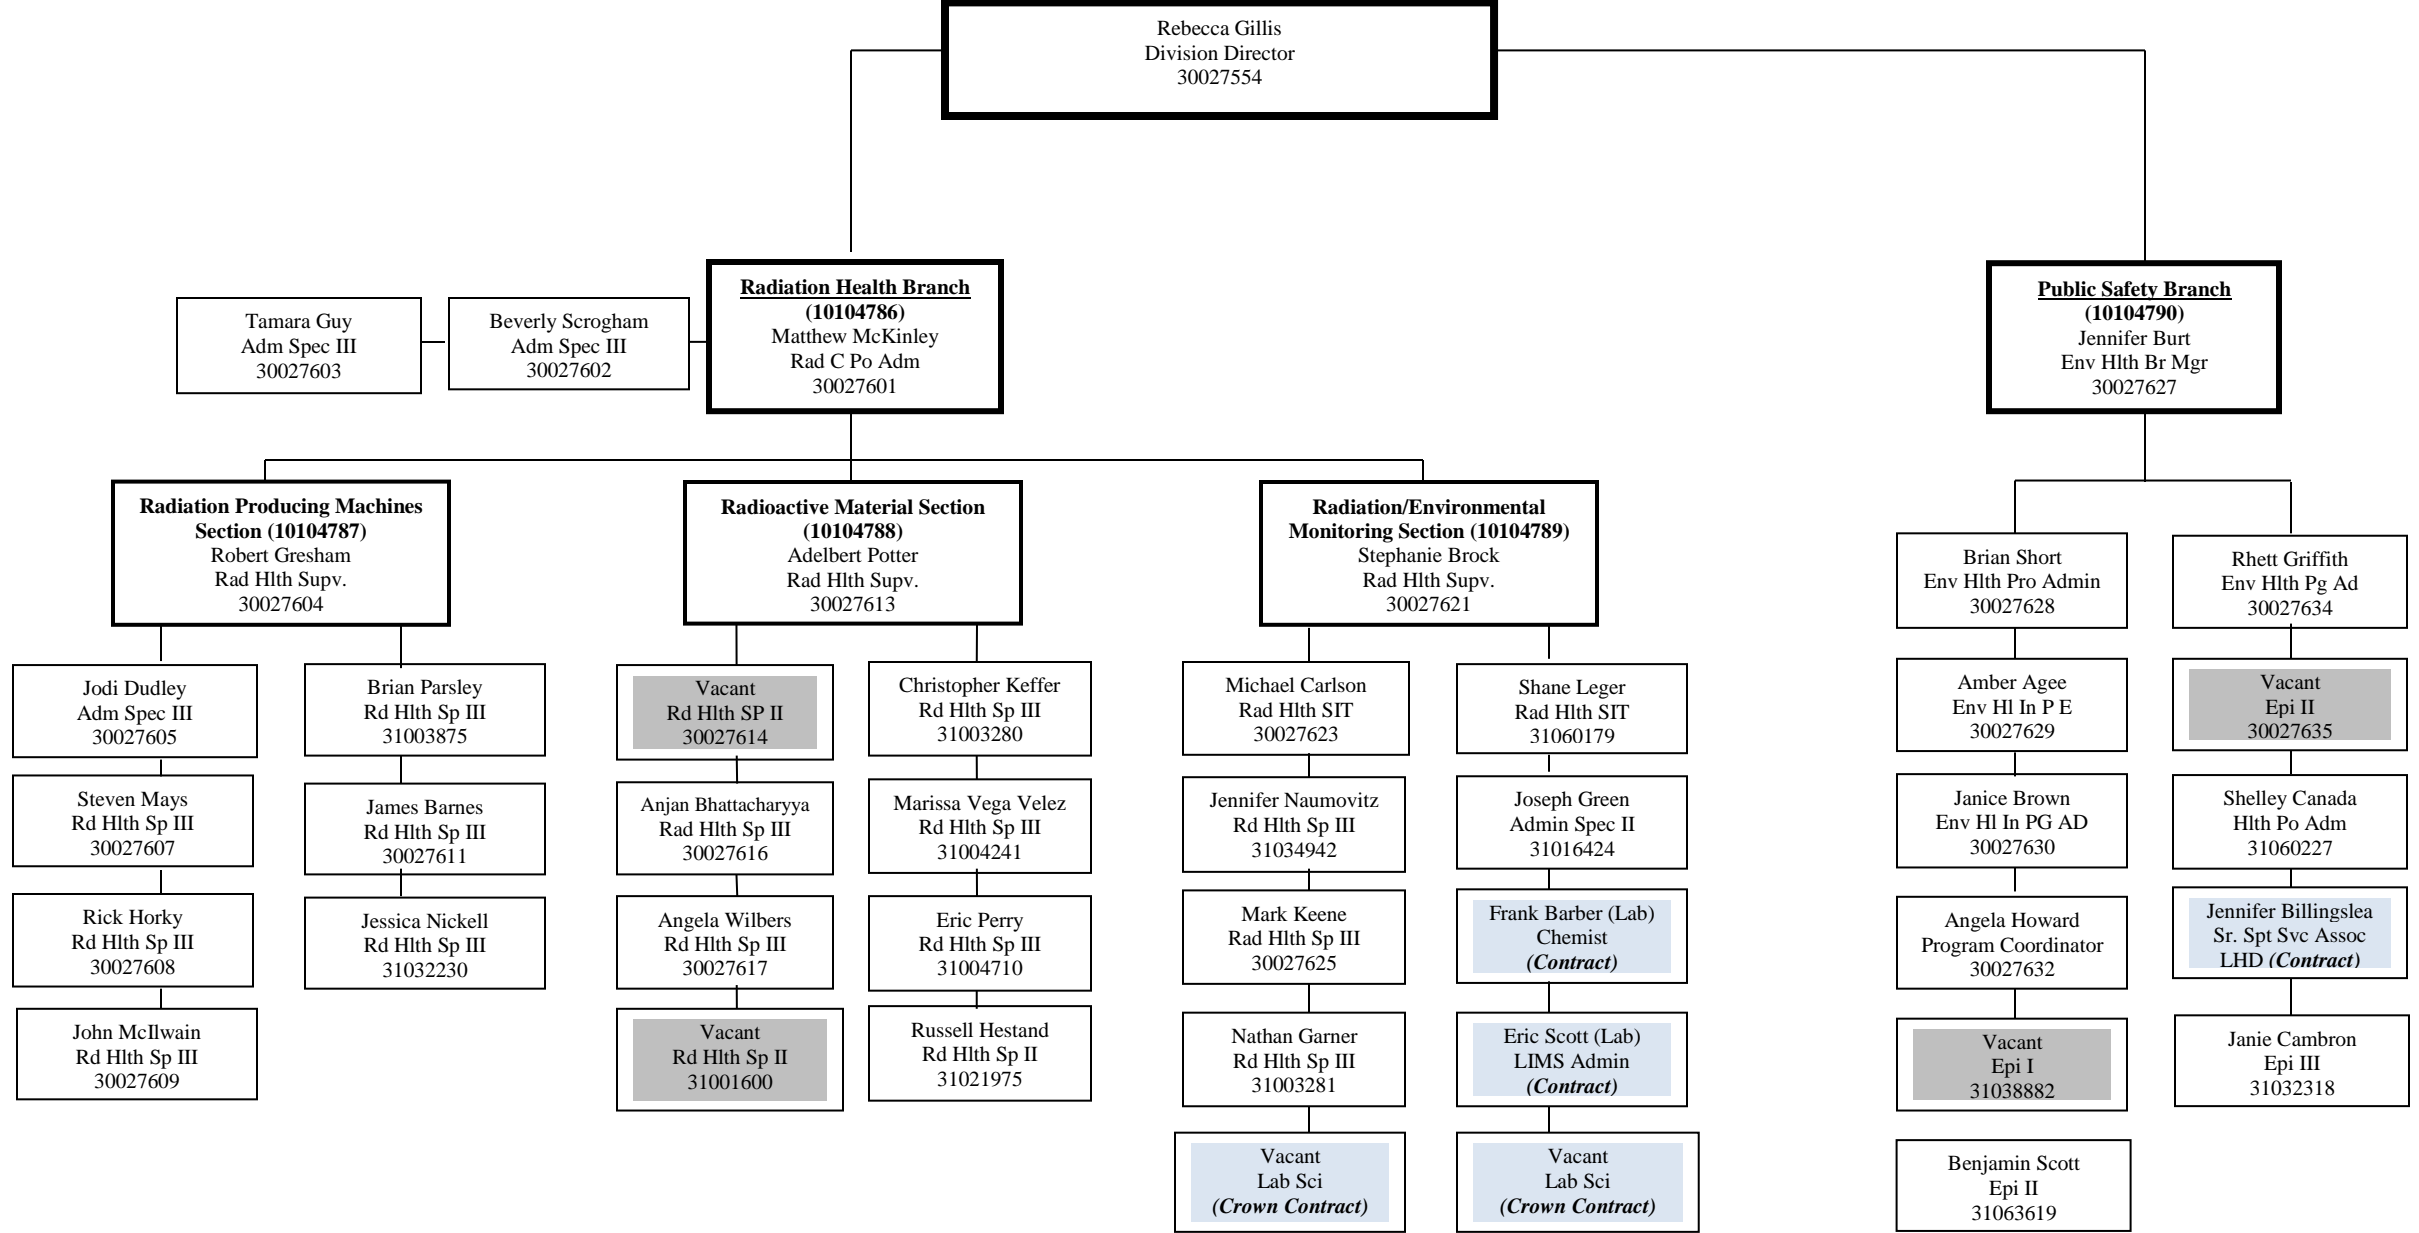 Rebecca Gillis
Division Director
30027554
Radiation Health Branch
(10104786)
Matthew McKinley
Rad C Po Adm
30027601
Tamara Guy
Adm Spec III
30027603
Beverly Scrogham
Adm Spec III
30027602
Public Safety Branch
(10104790)
Jennifer Burt
Env Hlth Br Mgr
30027627
Radiation Producing Machines
Section (10104787)
Robert Gresham
Rad Hlth Supv.
30027604
Radioactive Material Section
(10104788)
Adelbert Potter
Rad Hlth Supv.
30027613
Radiation/Environmental
Monitoring Section (10104789)
Stephanie Brock
Rad Hlth Supv.
30027621
Brian Short
Env Hlth Pro Admin
30027628
Rhett Griffith
Env Hlth Pg Ad
30027634
Jodi Dudley
Adm Spec III
30027605
Steven Mays
Rd Hlth Sp III
30027607
Rick Horky
Rd Hlth Sp III
30027608
John McIlwain
Rd Hlth Sp III
30027609
Brian Parsley
Rd Hlth Sp III
31003875
James Barnes
Rd Hlth Sp III
30027611
Jessica Nickell
Rd Hlth Sp III
31032230
Vacant
Rd Hlth SP II
30027614
Anjan Bhattacharyya
Rad Hlth Sp III
30027616
Angela Wilbers
Rd Hlth Sp III
30027617
Vacant
Rd Hlth Sp II
31001600
Christopher Keffer
Rd Hlth Sp III
31003280
Marissa Vega Velez
Rd Hlth Sp III
31004241
Eric Perry
Rd Hlth Sp III
31004710
Russell Hestand
Rd Hlth Sp II
31021975
Michael Carlson
Rad Hlth SIT
30027623
Jennifer Naumovitz
Rd Hlth Sp III
31034942
Mark Keene
Rad Hlth Sp III
30027625
Nathan Garner
Rd Hlth Sp III
31003281
Vacant
Lab Sci
(Crown Contract)
Shane Leger
Rad Hlth SIT
31060179
Joseph Green
Admin Spec II
31016424
Frank Barber (Lab)
Chemist
(Contract)
Eric Scott (Lab)
LIMS Admin
(Contract)
Vacant
Lab Sci
(Crown Contract)
Amber Agee
Env Hl In P E
30027629
Janice Brown
Env Hl In PG AD
30027630
Angela Howard
Program Coordinator
30027632
Vacant
Epi I
31038882
Benjamin Scott
Epi II
31063619
Vacant
Epi II
30027635
Shelley Canada
Hlth Po Adm
31060227
Jennifer Billingslea
Sr. Spt Svc Assoc
LHD (Contract)
Janie Cambron
Epi III
31032318